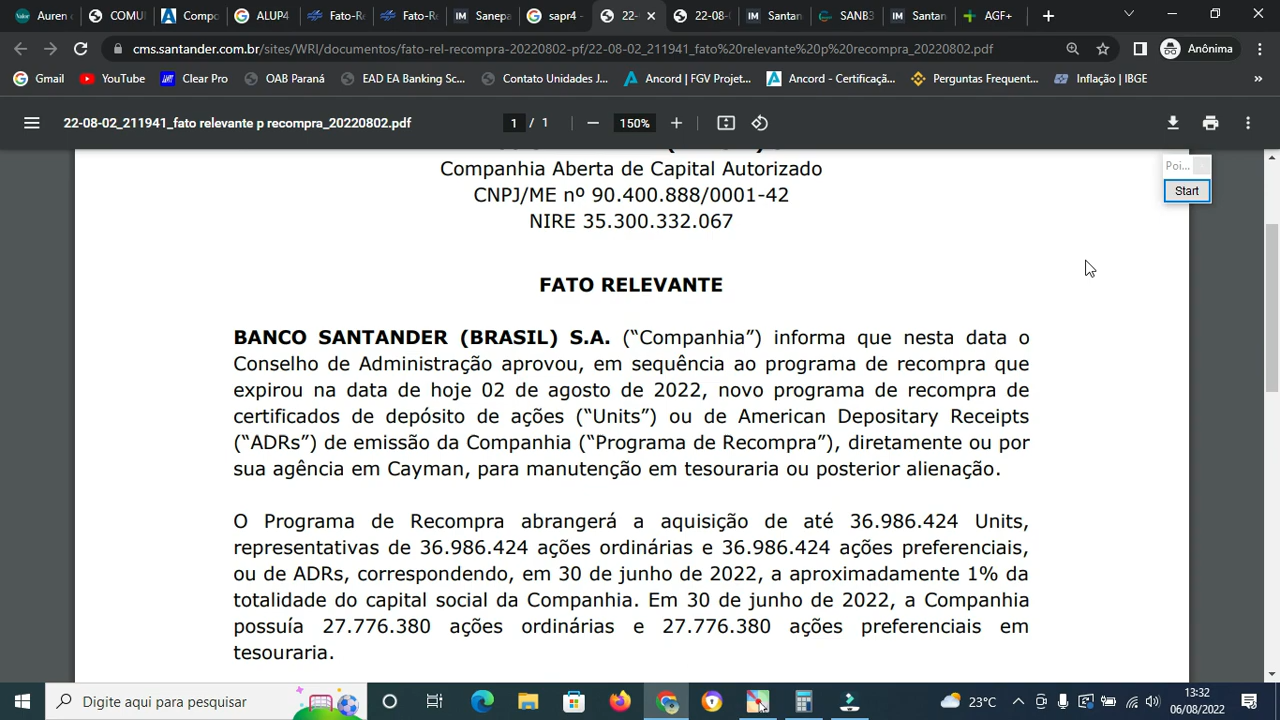 Auren
COMU
Compo
ALUP4
Fato-Re
Fato-Re
Sanepa
sapr4 -
22-
22-08-
Santan
SANB3
Santan
AGF+
cms.santander.com.br/sites/WRI/documentos/fato-rel-recompra-20220802-pf/22-08-02_211941_fato%20relevante%20p%20recompra_20220802.pdf
Anônima
Gmail
YouTube
Clear Pro
OAB Paraná
EAD EA Banking Sc...
Contato Unidades J...
Ancord | FGV Projet...
Ancord - Certificaçã...
Perguntas Frequent...
Inflação | IBGE
»
22-08-02_211941_fato relevante p recompra_20220802.pdf
1 / 1
150%
Poi...
Start
Companhia Aberta de Capital Autorizado
CNPJ/ME nº 90.400.888/0001-42
NIRE 35.300.332.067
FATO RELEVANTE
BANCO SANTANDER (BRASIL) S.A. (“Companhia”) informa que nesta data o
Conselho de Administração aprovou, em sequência ao programa de recompra que
expirou na data de hoje 02 de agosto de 2022, novo programa de recompra de
certificados de depósito de ações (“Units”) ou de American Depositary Receipts
(“ADRs”) de emissão da Companhia (“Programa de Recompra”), diretamente ou por
sua agência em Cayman, para manutenção em tesouraria ou posterior alienação.
O Programa de Recompra abrangerá a aquisição de até 36.986.424 Units,
representativas de 36.986.424 ações ordinárias e 36.986.424 ações preferenciais,
ou de ADRs, correspondendo, em 30 de junho de 2022, a aproximadamente 1% da
totalidade do capital social da Companhia. Em 30 de junho de 2022, a Companhia
possuía 27.776.380 ações ordinárias e 27.776.380 ações preferenciais em
tesouraria.
Digite aqui para pesquisar
23°C
13:32
06/08/2022